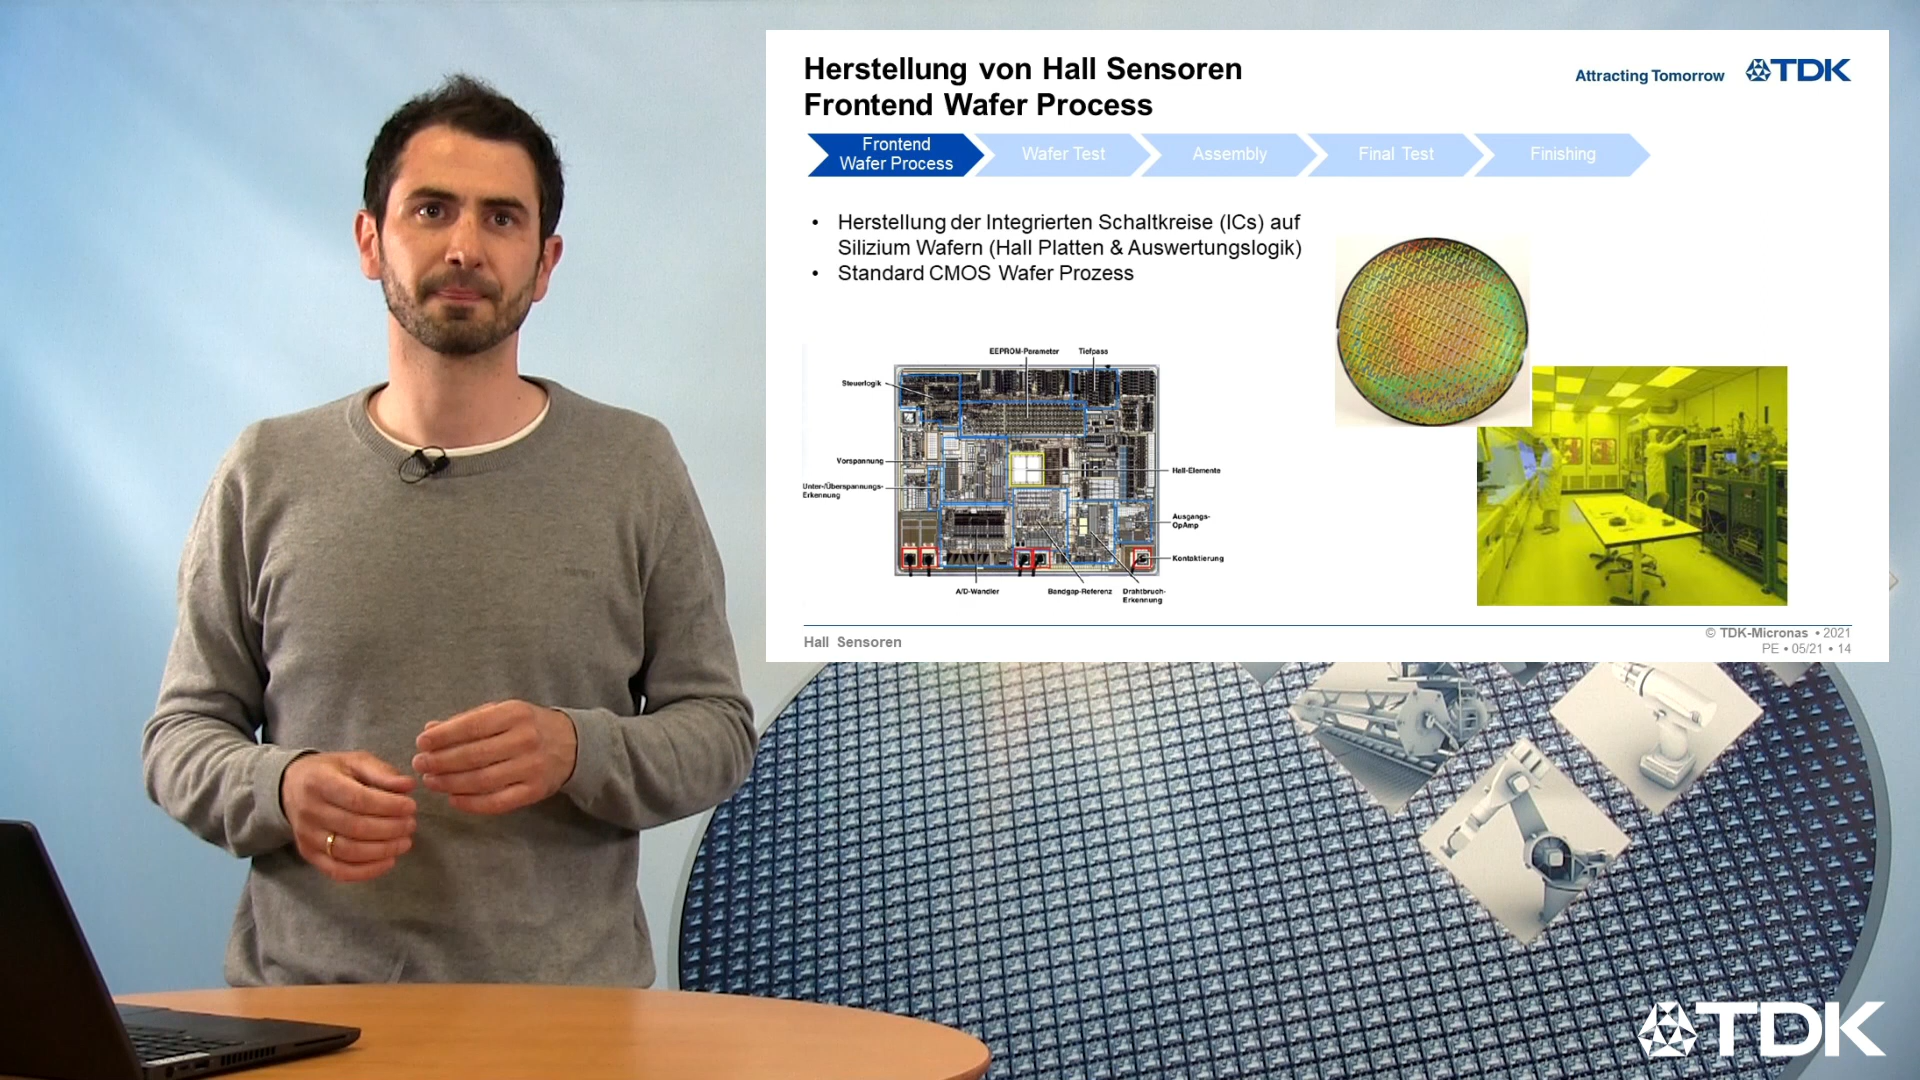 Herstellung von Hall Sensoren
Frontend Wafer Process
Attracting Tomorrow
TDK
Frontend
Wafer Process
Wafer Test
Assembly
Final Test
Finishing
• Herstellung der Integrierten Schaltkreise (ICs) auf
Silizium Wafern (Hall Platten & Auswertungslogik)
• Standard CMOS Wafer Prozess
EEPROM-Parameter
Tiefpass
Steuerlogik
Vorspannung
Unter-/Überspannungs-
Erkennung
Hall-Elemente
Ausgangs-
OpAmp
Kontaktierung
A/D-Wandler
Bandgap-Referenz
Drahtbruch-
Erkennung
Hall Sensoren
© TDK-Micronas • 2021
PE • 05/21 • 14
TDK